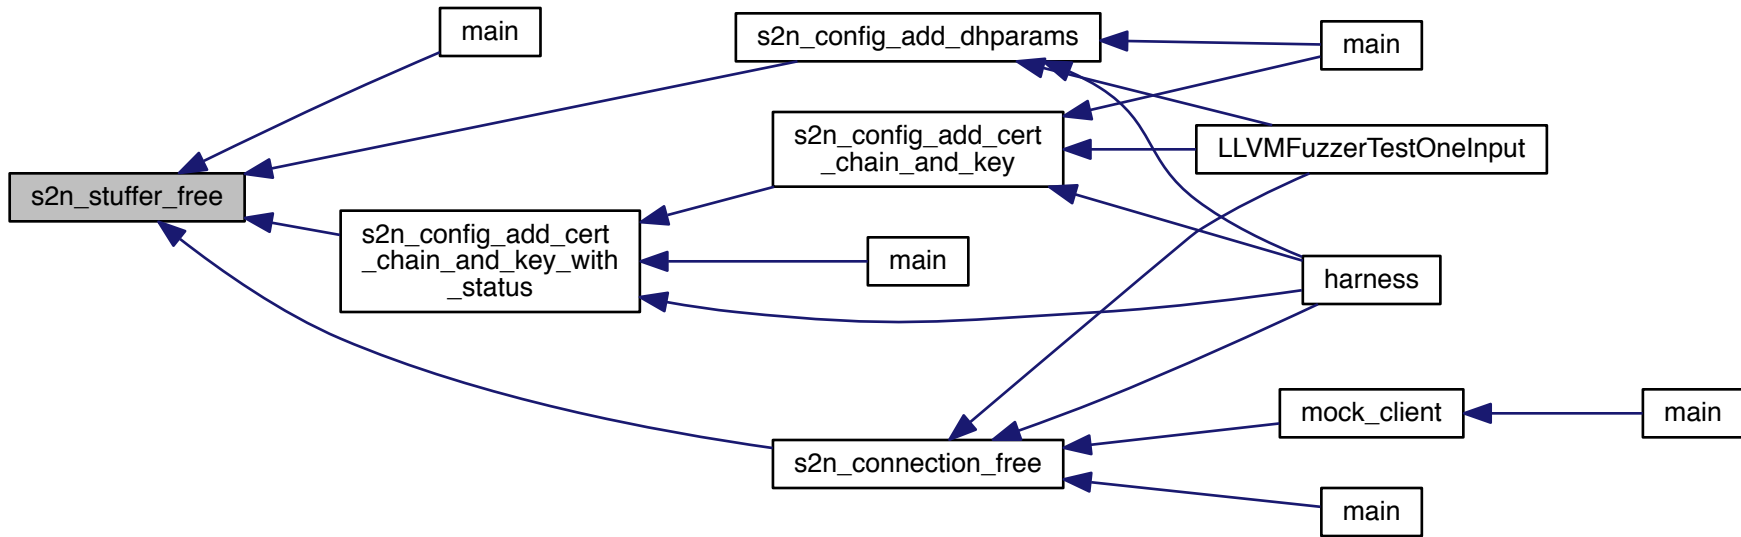 main
s2n_config_add_dhparams
main
s2n_config_add_cert
_chain_and_key
LLVMFuzzerTestOneInput
s2n_stuffer_free
s2n_config_add_cert
_chain_and_key_with
_status
main
harness
mock_client
main
s2n_connection_free
main